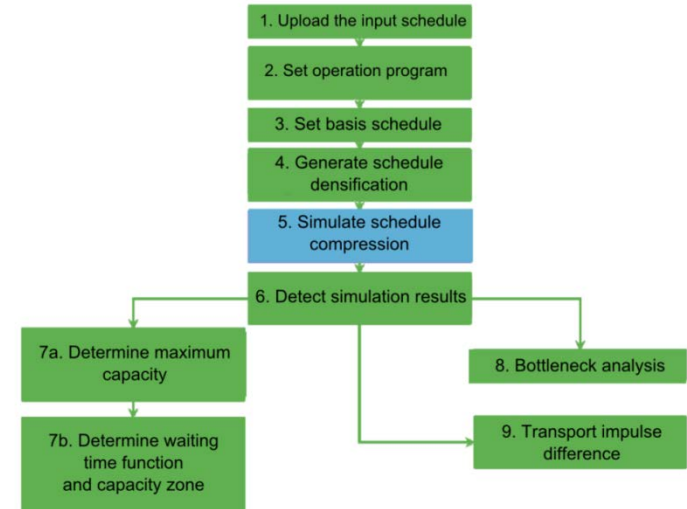 1. Upload the input schedule
2. Set operation program
3. Set basis schedule
4. Generate schedule
densification
5. Simulate schedule
compression
6. Detect simulation results
7a. Determine maximum
capacity
7b. Determine waiting
time function
and capacity zone
8. Bottleneck analysis
9. Transport impulse
difference